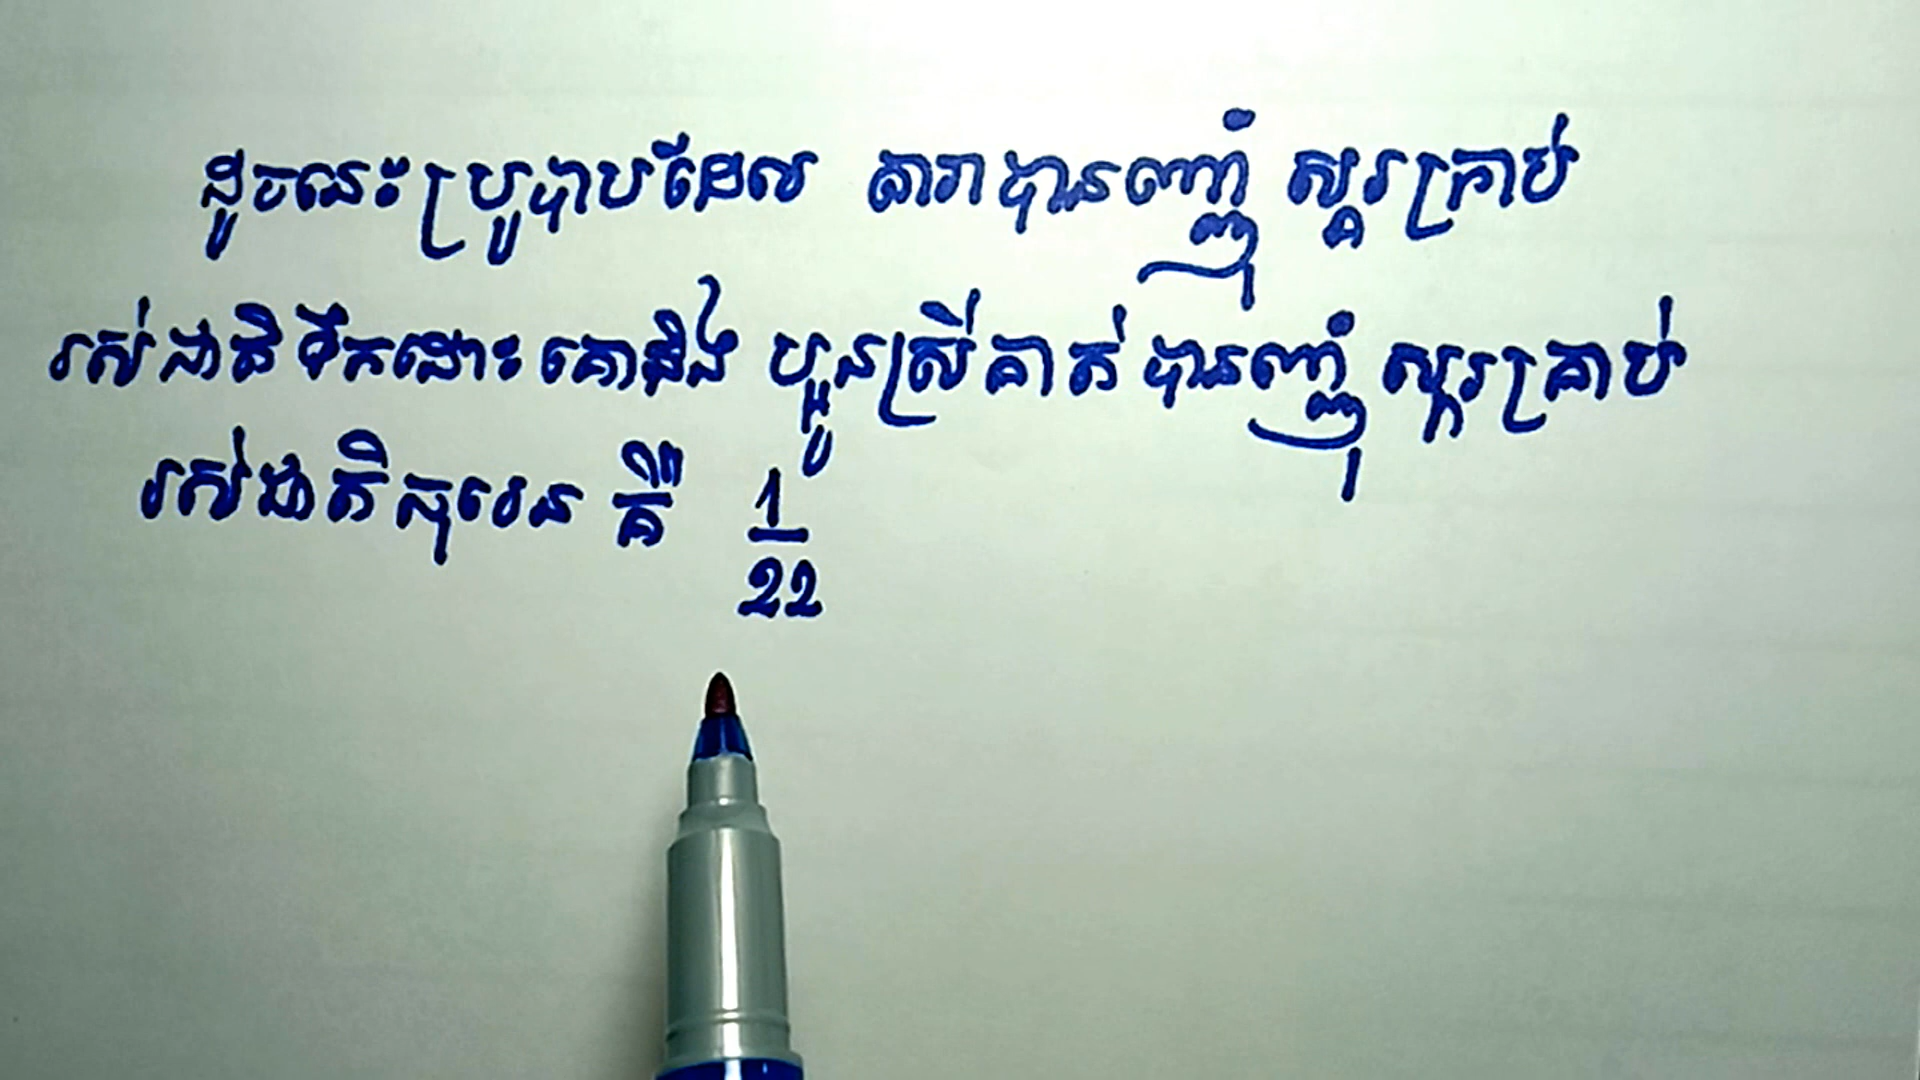 ដូចនេះប្រូបាបដែល តារាបានញ៉ាំ ស្ករគ្រាប់
រស់ជាតិទឹកដោះគោនិង ប្អូនស្រីគាត់បានញ៉ាំ ស្ករគ្រាប់
រស់ជាតិធុរេន គឺ 1/22